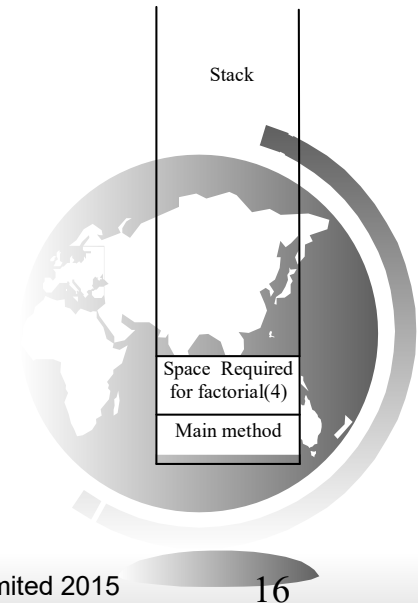 Stack
Space Required
for factorial(4)
Main method
mited 2015
16